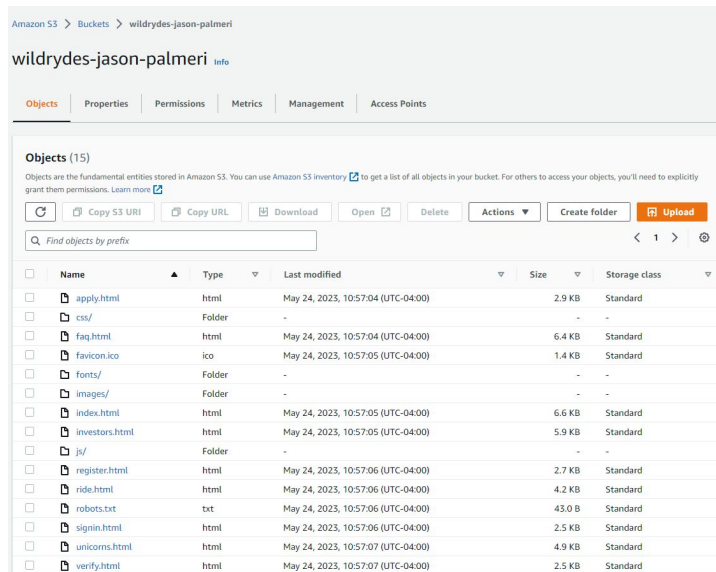 Amazon S3 > Buckets > wildrydes-jason-palmeri
wildrydes-jason-palmeri Info
Objects Properties Permissions Metrics Management Access Points
Objects (15)
Objects are the fundamental entities stored in Amazon S3. You can use Amazon S3 inventory to get a list of all objects in your bucket. For others to access your objects, you'll need to explicitly
grant them permissions. Learn more
Copy S3 URI Copy URL Download Open Delete Actions ▼ Create folder Upload
Find objects by prefix < 1 >
Name ▲ Type ▽ Last modified ▽ Size ▽ Storage class ▽
apply.html html May 24, 2023, 10:57:04 (UTC-04:00) 2.9 KB Standard
css/ Folder - - -
faq.html html May 24, 2023, 10:57:04 (UTC-04:00) 6.4 KB Standard
favicon.ico ico May 24, 2023, 10:57:05 (UTC-04:00) 1.4 KB Standard
fonts/ Folder - - -
images/ Folder - - -
index.html html May 24, 2023, 10:57:05 (UTC-04:00) 6.6 KB Standard
investors.html html May 24, 2023, 10:57:05 (UTC-04:00) 5.9 KB Standard
js/ Folder - - -
register.html html May 24, 2023, 10:57:06 (UTC-04:00) 2.7 KB Standard
ride.html html May 24, 2023, 10:57:06 (UTC-04:00) 4.2 KB Standard
robots.txt txt May 24, 2023, 10:57:06 (UTC-04:00) 43.0 B Standard
signin.html html May 24, 2023, 10:57:06 (UTC-04:00) 2.5 KB Standard
unicorns.html html May 24, 2023, 10:57:07 (UTC-04:00) 4.9 KB Standard
verify.html html May 24, 2023, 10:57:07 (UTC-04:00) 2.5 KB Standard